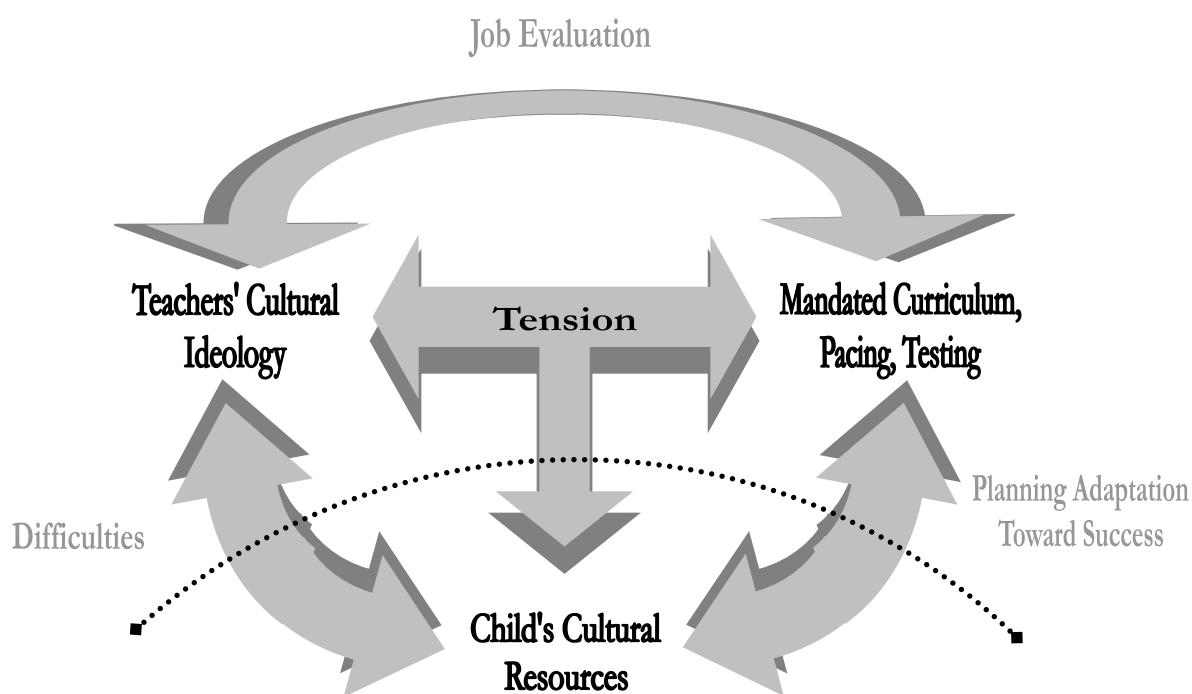 Job Evaluation
Teachers' Cultural
Ideology
Tension
Mandated Curriculum,
Pacing, Testing
Difficulties
Planning Adaptation
Toward Success
Child's Cultural
Resources